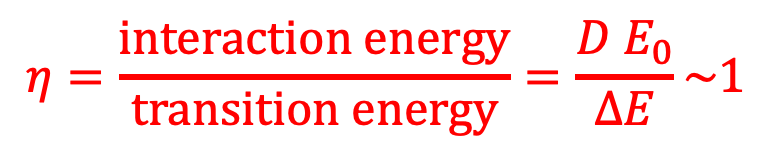 η = interaction energy / transition energy = D E₀ / ΔE ~1